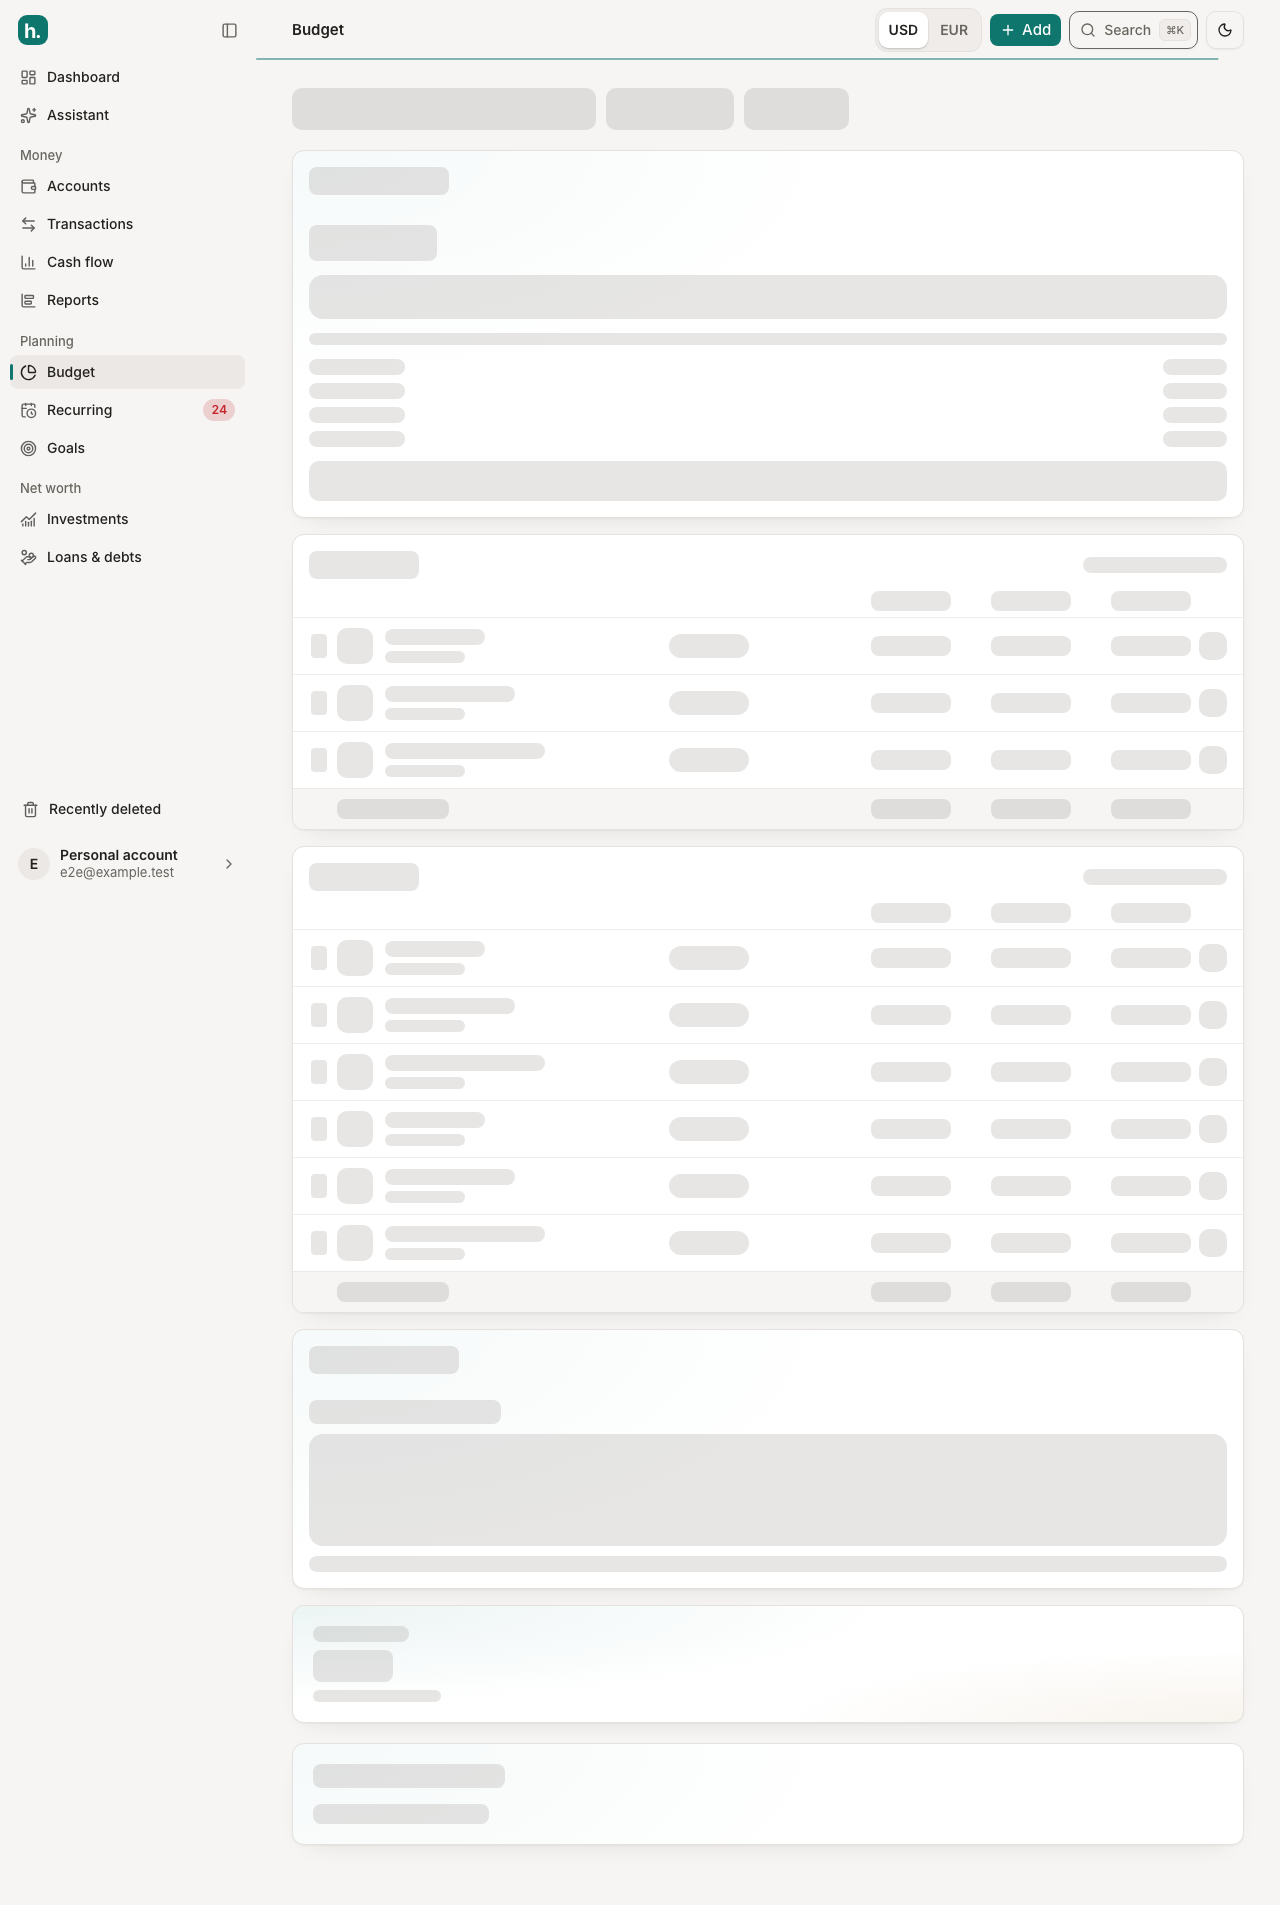 h.
Budget
USD
EUR
Add
Search
⌘K
Dashboard
Assistant
Money
Accounts
Transactions
Cash flow
Reports
Planning
Budget
Recurring
24
Goals
Net worth
Investments
Loans & debts
Recently deleted
E
Personal account
e2e@example.test